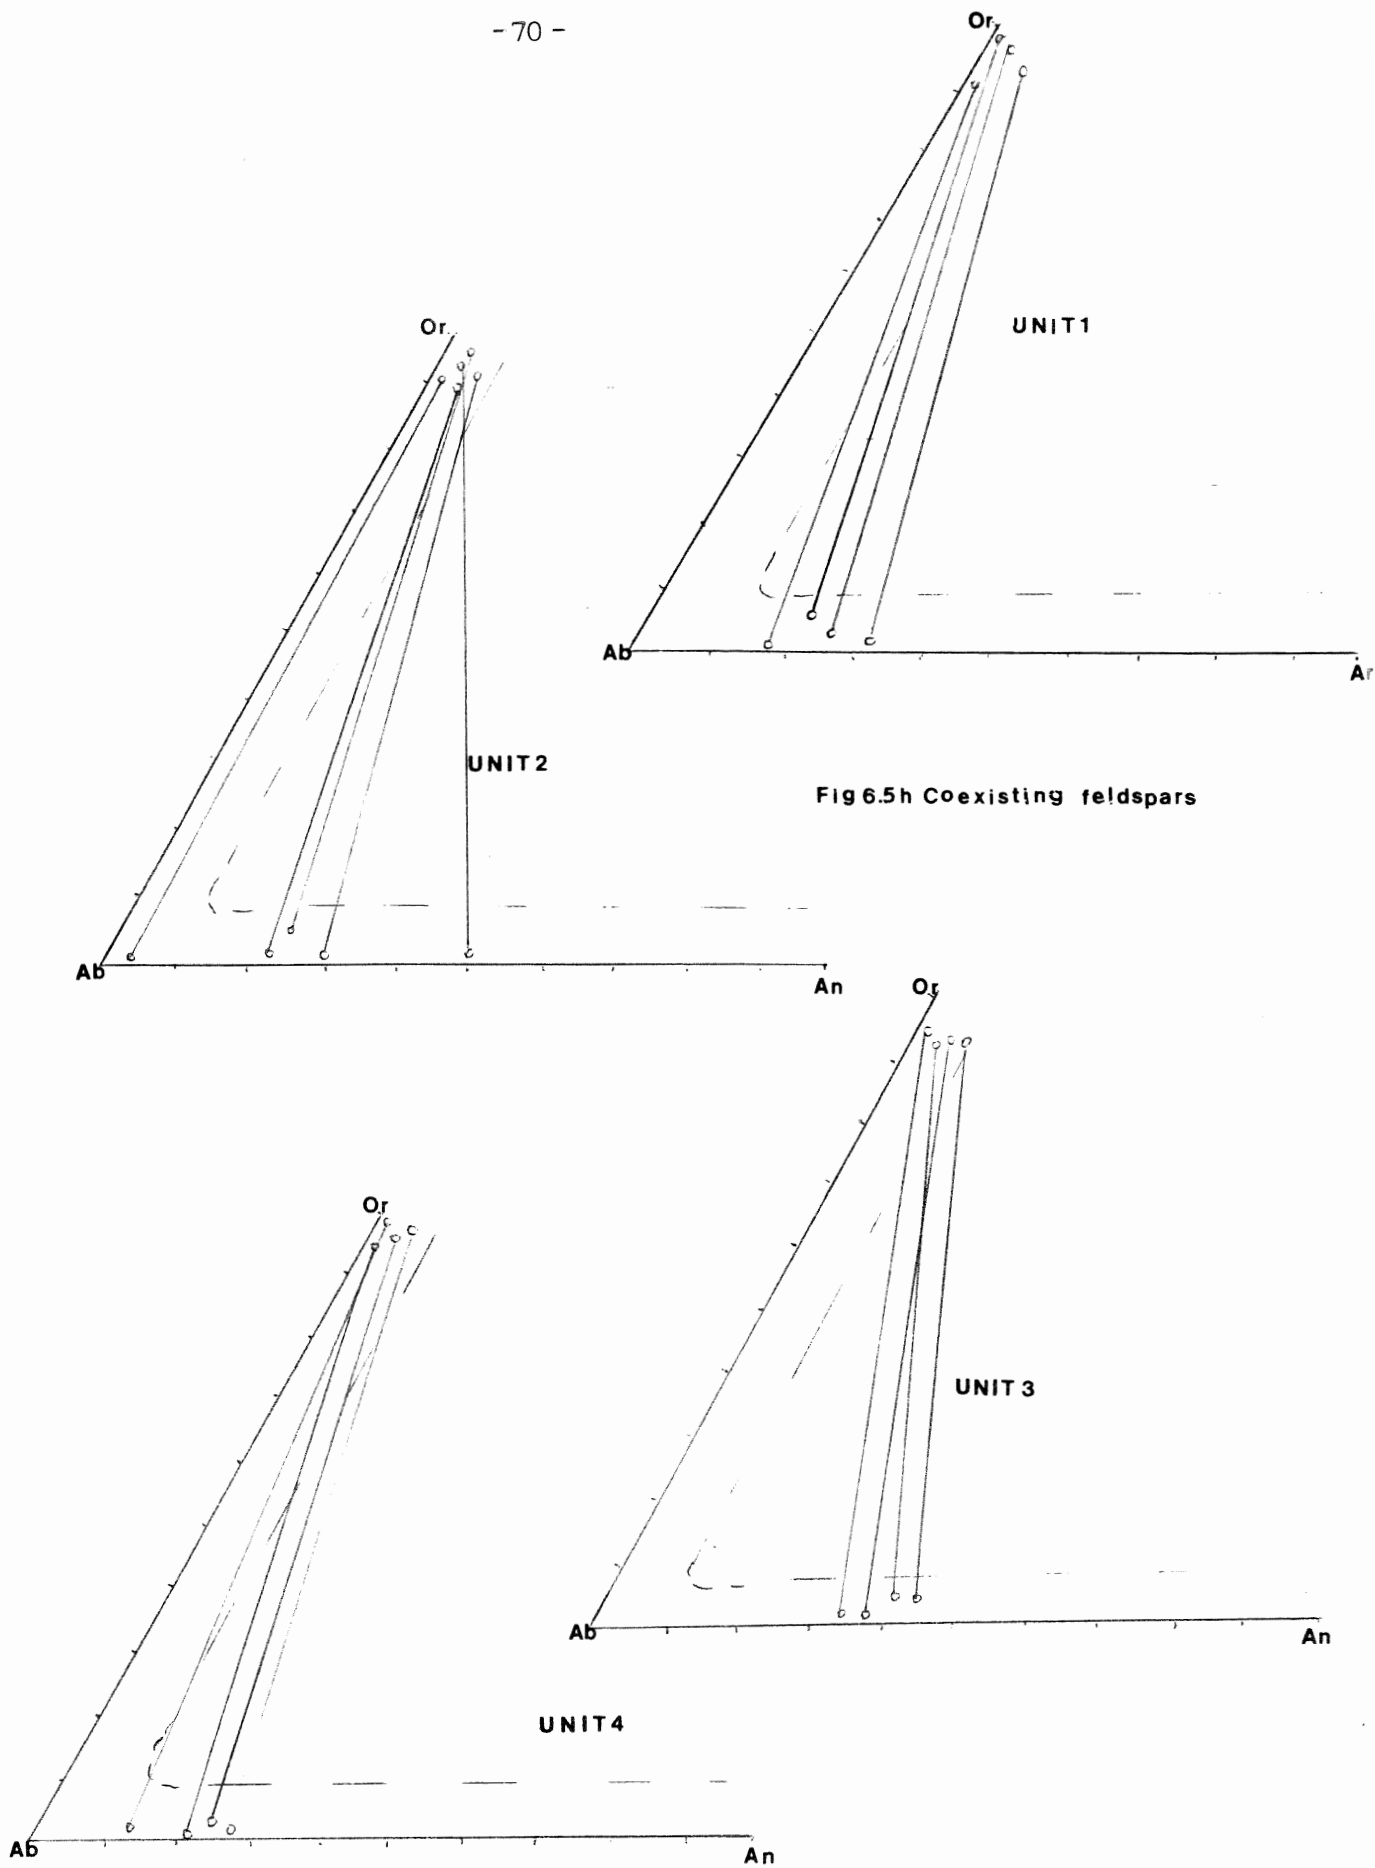 - 70 -
Or
UNIT1
Ab
Ar
Or
UNIT2
Ab
An
Fig 6.5h Coexisting feldspars
Or
UNIT3
Ab
An
Or
UNIT4
Ab
An